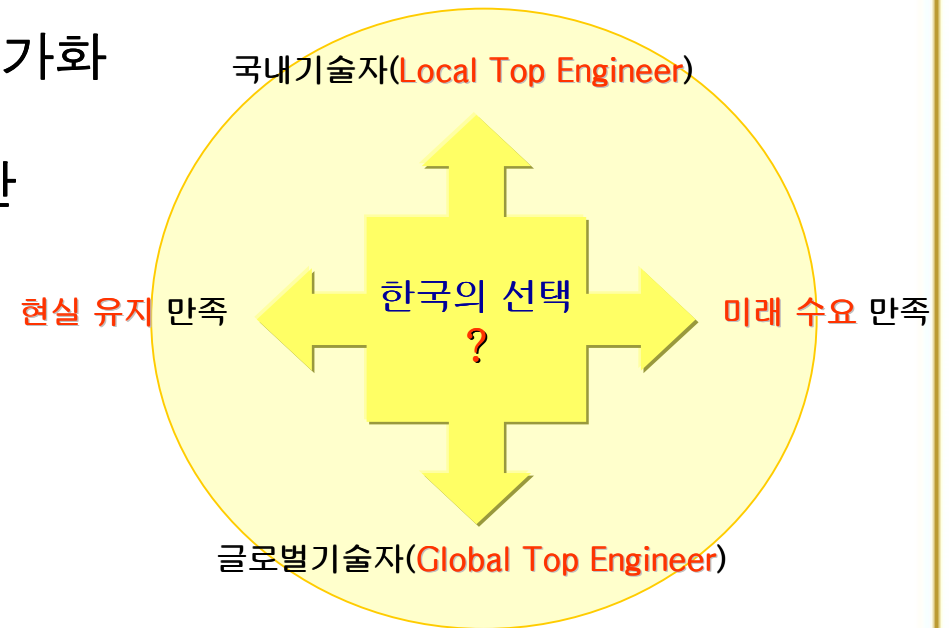 가화
국내기술자(Local Top Engineer)
한국의 선택
?
현실 유지 만족
미래 수요 만족
글로벌기술자(Global Top Engineer)